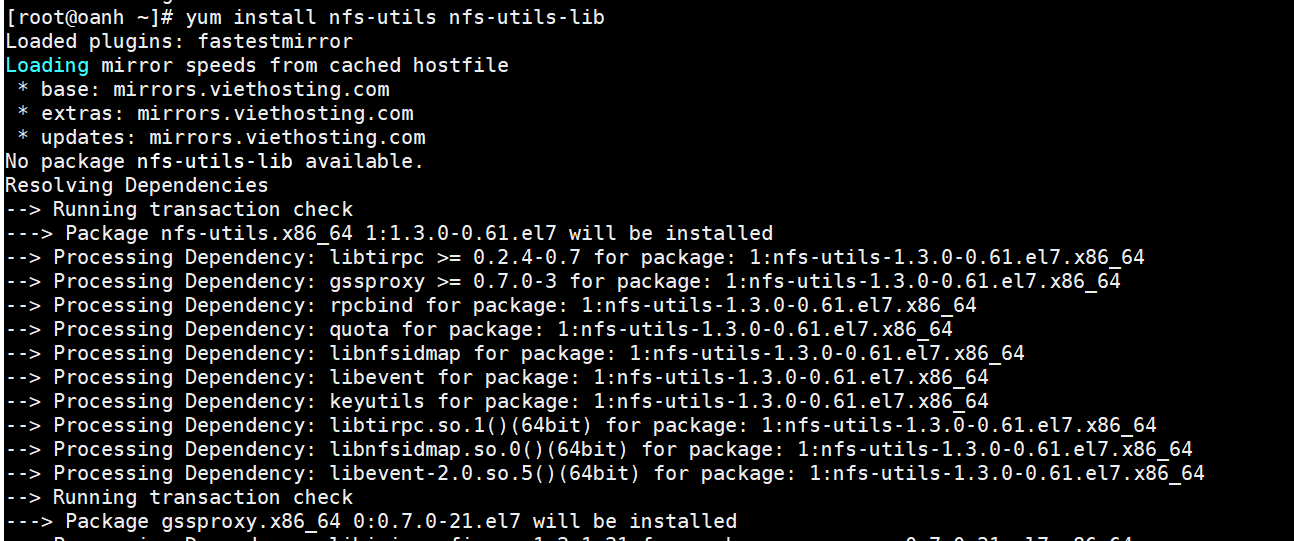 [root@oanh ~]# yum install nfs-utils nfs-utils-lib
Loaded plugins: fastestmirror
Loading mirror speeds from cached hostfile
 * base: mirrors.viethosting.com
 * extras: mirrors.viethosting.com
 * updates: mirrors.viethosting.com
No package nfs-utils-lib available.
Resolving Dependencies
--> Running transaction check
---> Package nfs-utils.x86_64 1:1.3.0-0.61.el7 will be installed
--> Processing Dependency: libtirpc >= 0.2.4-0.7 for package: 1:nfs-utils-1.3.0-0.61.el7.x86_64
--> Processing Dependency: gssproxy >= 0.7.0-3 for package: 1:nfs-utils-1.3.0-0.61.el7.x86_64
--> Processing Dependency: rpcbind for package: 1:nfs-utils-1.3.0-0.61.el7.x86_64
--> Processing Dependency: quota for package: 1:nfs-utils-1.3.0-0.61.el7.x86_64
--> Processing Dependency: libnfsidmap for package: 1:nfs-utils-1.3.0-0.61.el7.x86_64
--> Processing Dependency: libevent for package: 1:nfs-utils-1.3.0-0.61.el7.x86_64
--> Processing Dependency: keyutils for package: 1:nfs-utils-1.3.0-0.61.el7.x86_64
--> Processing Dependency: libtirpc.so.1()(64bit) for package: 1:nfs-utils-1.3.0-0.61.el7.x86_64
--> Processing Dependency: libnfsidmap.so.0()(64bit) for package: 1:nfs-utils-1.3.0-0.61.el7.x86_64
--> Processing Dependency: libevent-2.0.so.5()(64bit) for package: 1:nfs-utils-1.3.0-0.61.el7.x86_64
--> Running transaction check
---> Package gssproxy.x86_64 0:0.7.0-21.el7 will be installed